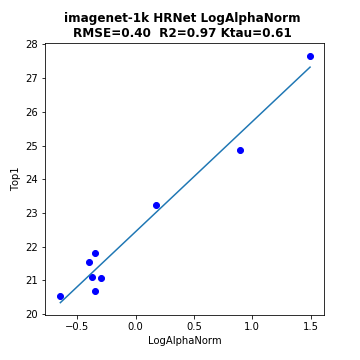 imagenet-1k HRNet LogAlphaNorm
RMSE=0.40 R2=0.97 Ktau=0.61
28
27
26
25
24
23
22
21
20
Top1
−0.5 0.0 0.5 1.0 1.5
LogAlphaNorm